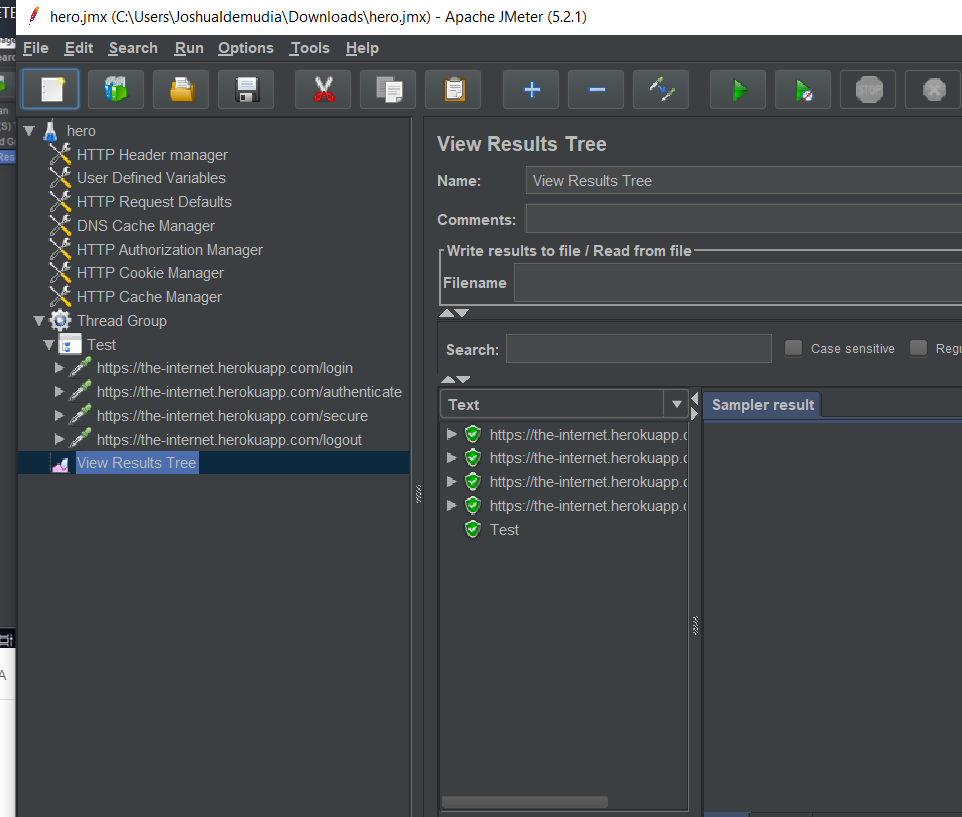 hero.jmx (C:\Users\JoshuaIdemudia\Downloads\hero.jmx) - Apache JMeter (5.2.1)
File Edit Search Run Options Tools Help
STOP
hero
HTTP Header manager
User Defined Variables
HTTP Request Defaults
DNS Cache Manager
HTTP Authorization Manager
HTTP Cookie Manager
HTTP Cache Manager
Thread Group
Test
https://the-internet.herokuapp.com/login
https://the-internet.herokuapp.com/authenticate
https://the-internet.herokuapp.com/secure
https://the-internet.herokuapp.com/logout
View Results Tree
View Results Tree
Name: View Results Tree
Comments:
Write results to file / Read from file
Filename
Search: Case sensitive Regu
Text
Sampler result
https://the-internet.herokuapp.c
https://the-internet.herokuapp.c
https://the-internet.herokuapp.c
https://the-internet.herokuapp.c
Test